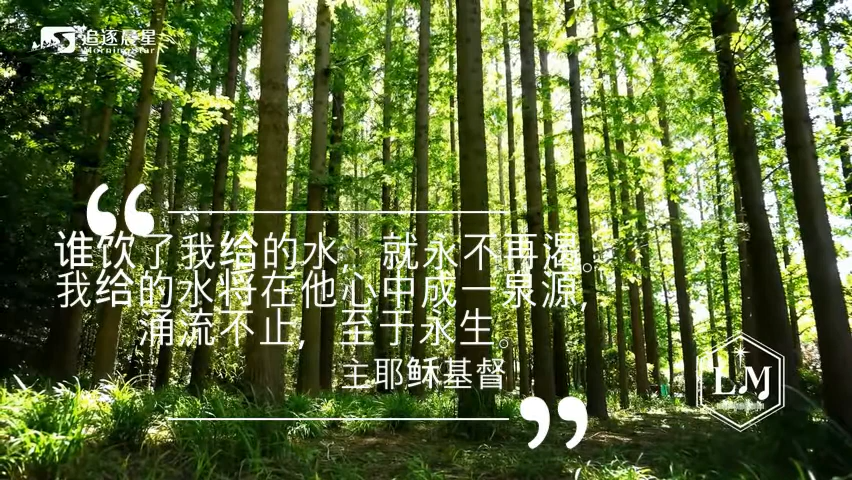 追逐晨星
MorningStar
谁饮了我给的水，就永不再渴。
我给的水将在他心中成一泉源，
涌流不止，至于永生。
主耶稣基督
LM